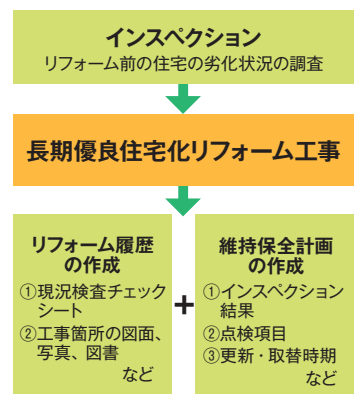 インスペクション
リフォーム前の住宅の劣化状況の調査
長期優良住宅化リフォーム工事
リフォーム履歴
の作成
①現況検査チェック
シート
②工事箇所の図面、
写真、図書
など
+
維持保全計画
の作成
①インスペクション
結果
②点検項目
③更新・取替時期
など